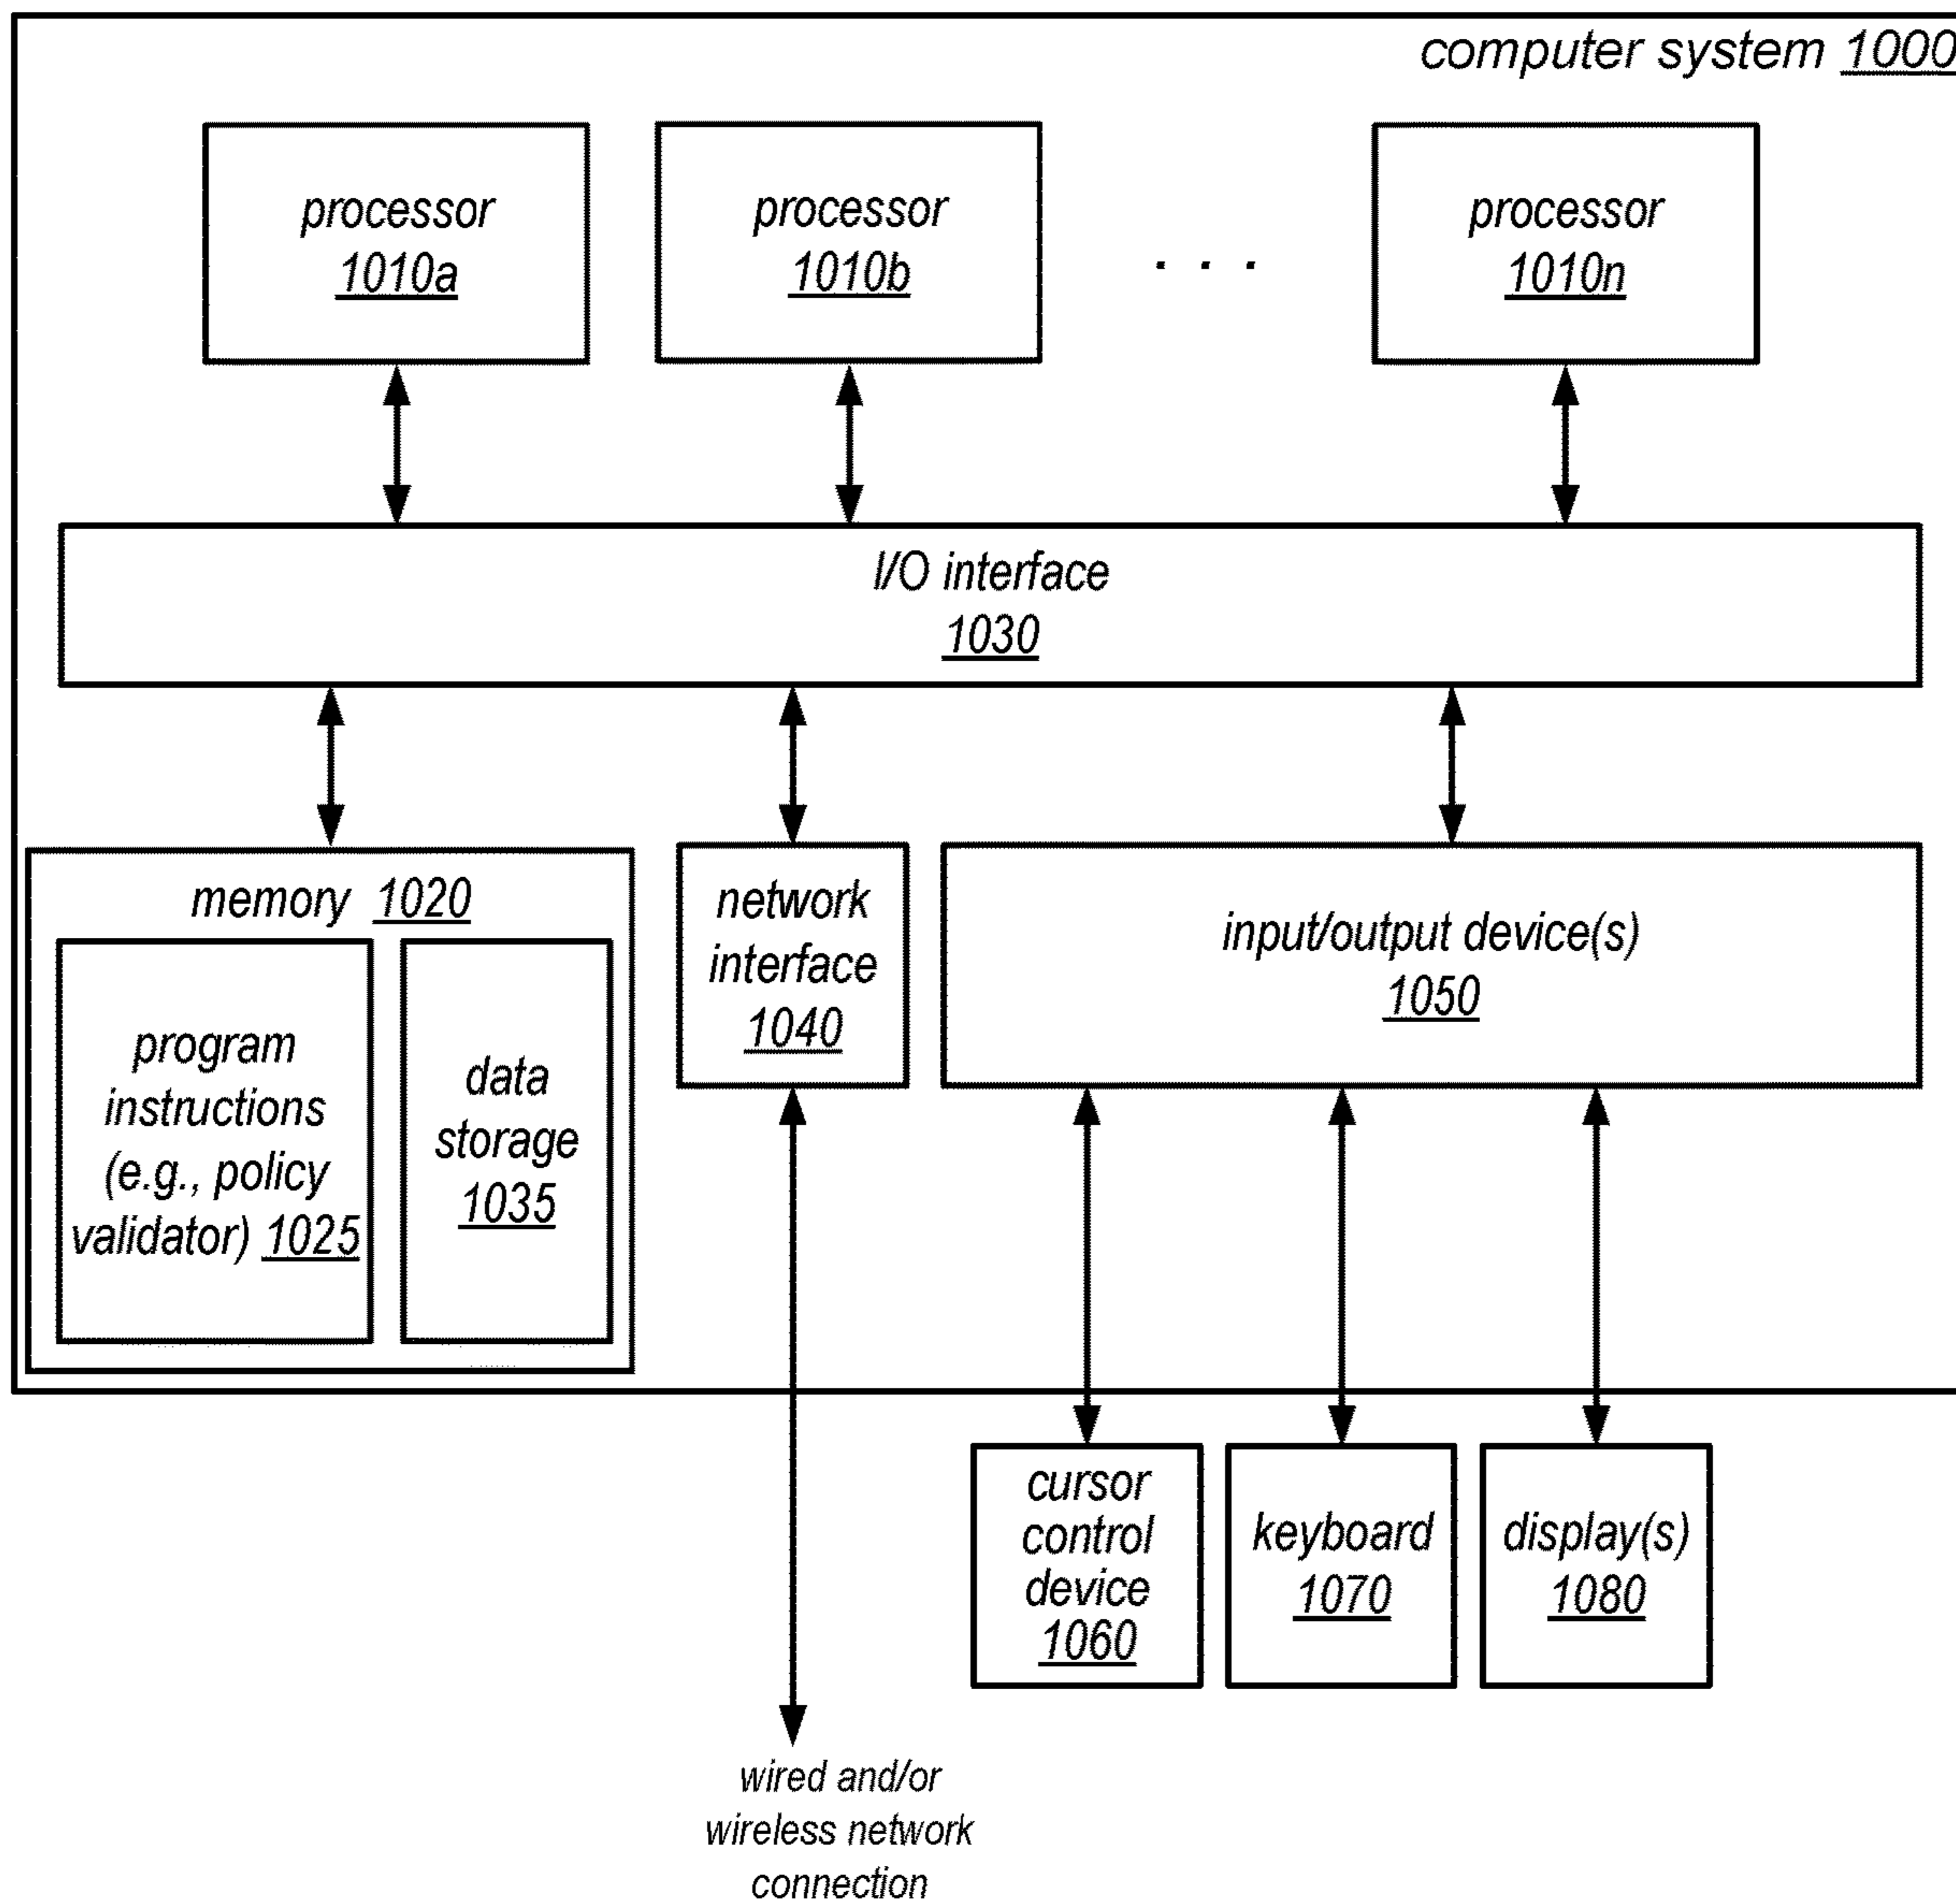 computer system 1000
processor
1010a
processor
1010b
. . .
processor
1010n
I/O interface
1030
memory 1020
program
instructions
(e.g., policy
validator) 1025
data
storage
1035
network
interface
1040
input/output device(s)
1050
cursor
control
device
1060
keyboard
1070
display(s)
1080
wired and/or
wireless network
connection